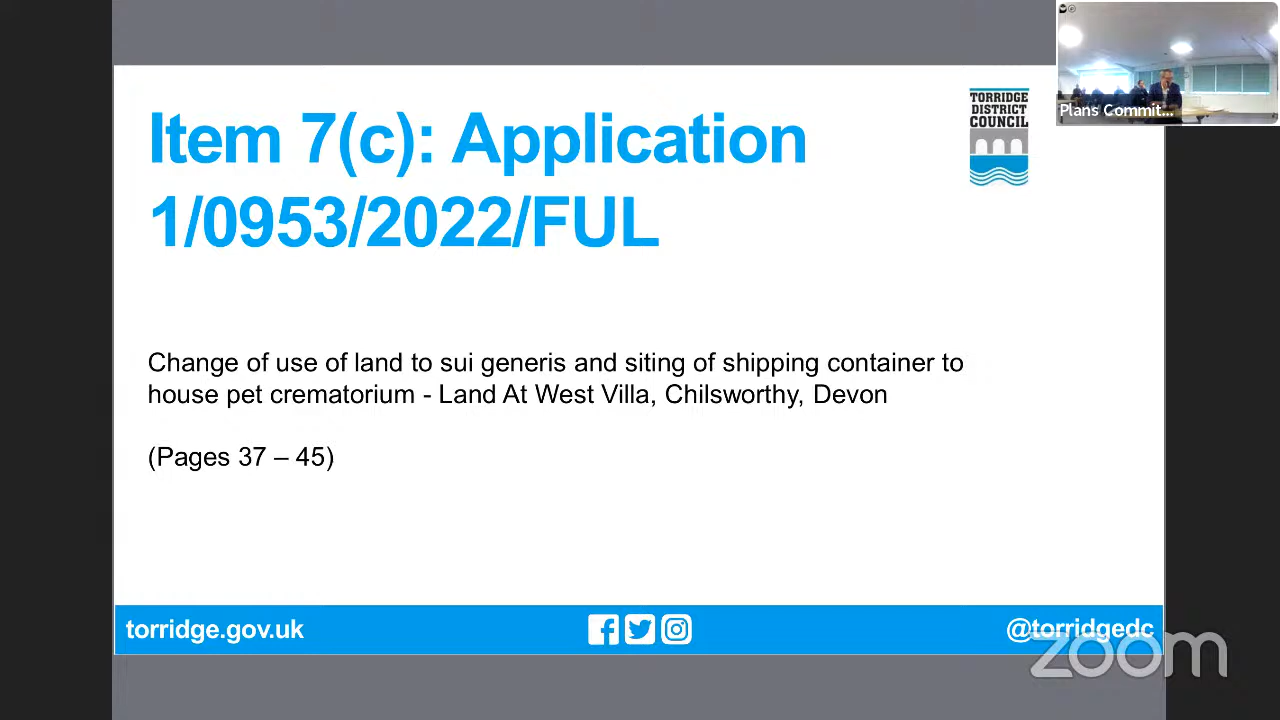 Item 7(c): Application
1/0953/2022/FUL
TORRIDGE
DISTRICT
COUNCIL
Plans Commit...
Change of use of land to sui generis and siting of shipping container to
house pet crematorium - Land At West Villa, Chilsworthy, Devon
(Pages 37 – 45)
torridge.gov.uk
@torridgedc
zoom